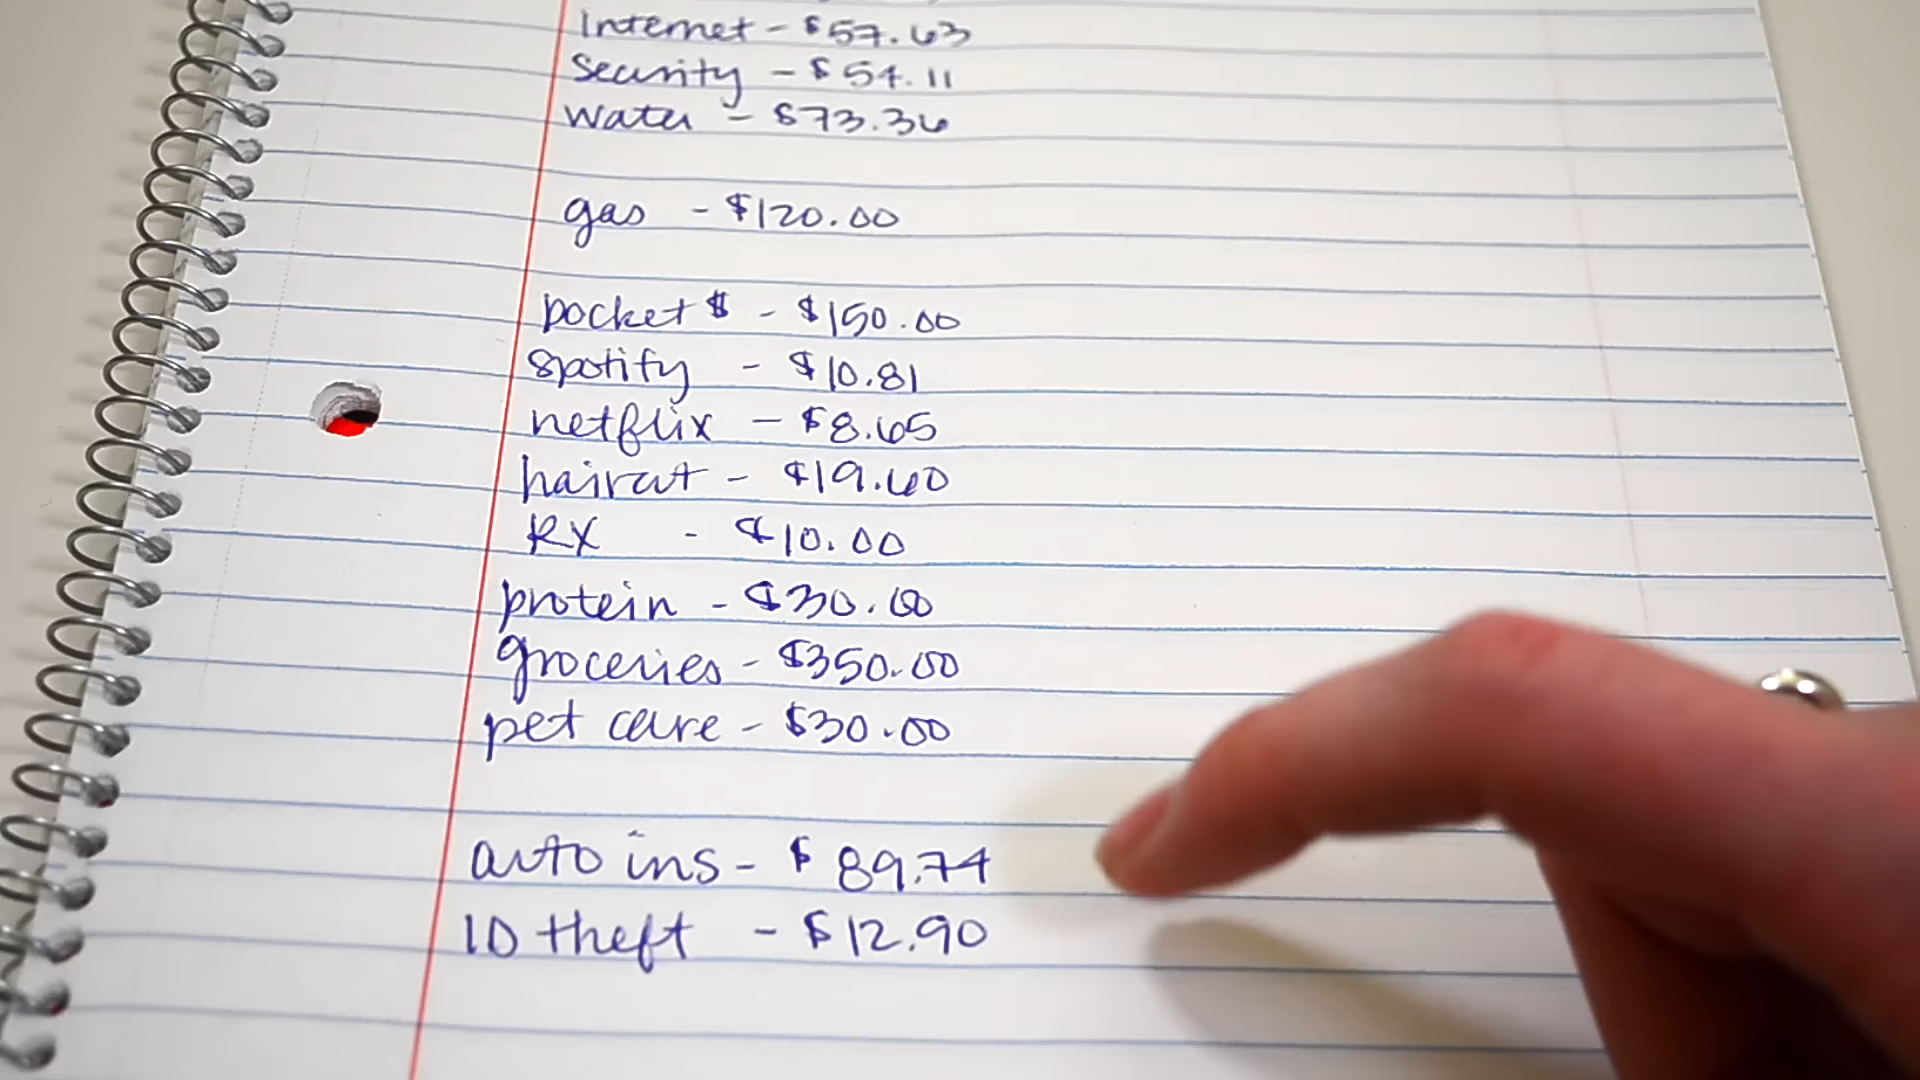 Internet - $57.63
Security - $54.11
Water - $73.36
gas - $120.00
pocket $ - $150.00
spotify - $10.81
netflix - $8.65
haircut - $19.60
RX - $10.00
protein - $30.00
groceries - $350.00
pet care - $30.00
auto ins - $89.74
ID theft - $12.90